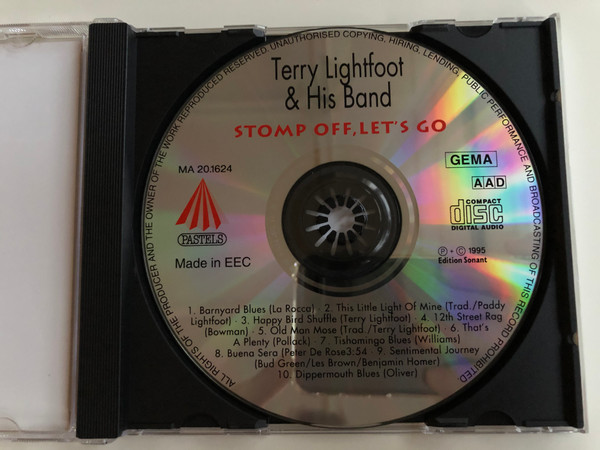 ALL RIGHTS OF THE PRODUCER AND THE OWNER OF THE WORK REPRODUCED RESERVED. UNAUTHORISED COPYING, HIRING, LENDING, PUBLIC PERFORMANCE AND BROADCASTING OF THIS RECORD PROHIBITED
Terry Lightfoot
& His Band
STOMP OFF, LET'S GO
MA 20.1624
PASTELS
Made in EEC
GEMA
AAD
COMPACT
disc
DIGITAL AUDIO
℗ + © 1995
Edition Sonant
1. Barnyard Blues (La Rocca) · 2. This Little Light Of Mine (Trad./Paddy
Lightfoot) · 3. Happy Bird Shuffle (Terry Lightfoot) · 4. 12th Street Rag
(Bowman) · 5. Old Man Mose (Trad./Terry Lightfoot) · 6. That's
A Plenty (Pollack) · 7. Tishomingo Blues (Williams)
8. Buena Sera (Peter De Rose3:54 · 9. Sentimental Journey
(Bud Green/Les Brown/Benjamin Homer)
10. Dippermouth Blues (Oliver)